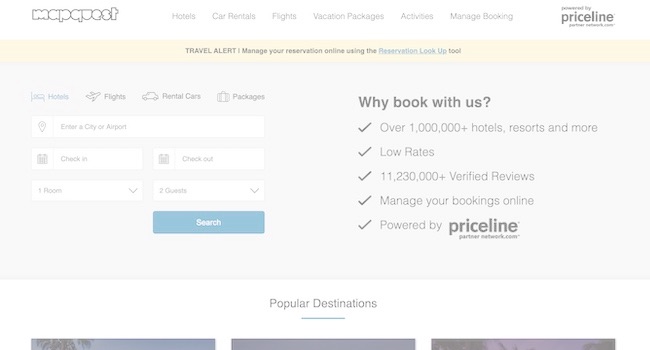 mapquest
Hotels Car Rentals Flights Vacation Packages Activities Manage Booking
powered by
priceline
partner network.com
TRAVEL ALERT | Manage your reservation online using the Reservation Look Up tool
Hotels Flights Rental Cars Packages
Enter a City or Airport
Check in Check out
1 Room 2 Guests
Search
Why book with us?
Over 1,000,000+ hotels, resorts and more
Low Rates
11,230,000+ Verified Reviews
Manage your bookings online
Powered by priceline
partner network.com
Popular Destinations